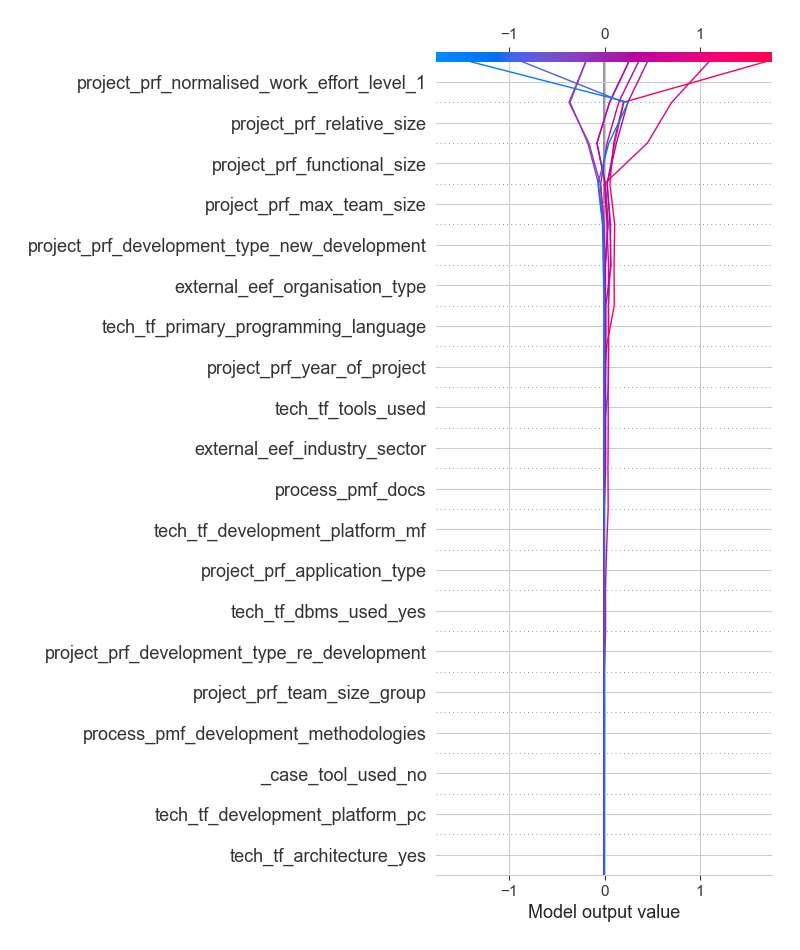 −1 0 1
project_prf_normalised_work_effort_level_1
project_prf_relative_size
project_prf_functional_size
project_prf_max_team_size
project_prf_development_type_new_development
external_eef_organisation_type
tech_tf_primary_programming_language
project_prf_year_of_project
tech_tf_tools_used
external_eef_industry_sector
process_pmf_docs
tech_tf_development_platform_mf
project_prf_application_type
tech_tf_dbms_used_yes
project_prf_development_type_re_development
project_prf_team_size_group
process_pmf_development_methodologies
_case_tool_used_no
tech_tf_development_platform_pc
tech_tf_architecture_yes
−1 0 1
Model output value